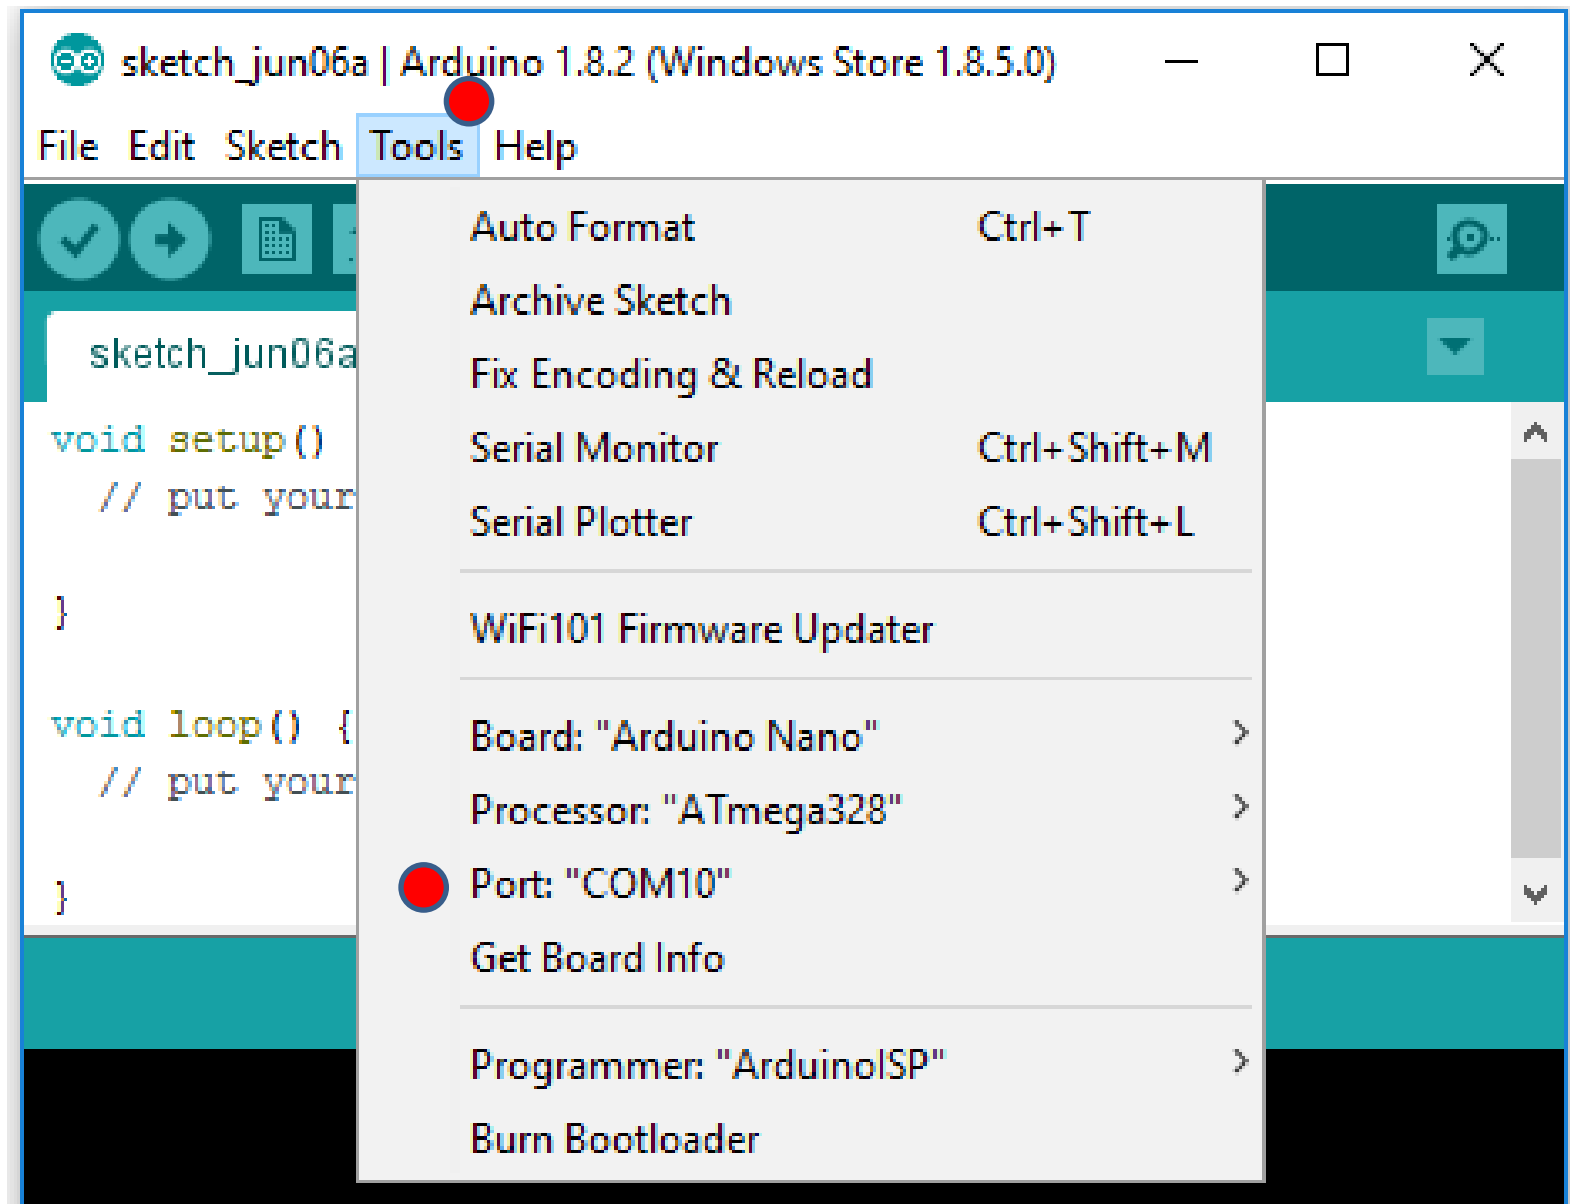 sketch_jun06a | Arduino 1.8.2 (Windows Store 1.8.5.0)
File Edit Sketch Tools Help
Auto Format Ctrl+T
Archive Sketch
sketch_jun06a
Fix Encoding & Reload
void setup()
Serial Monitor Ctrl+Shift+M
// put your
Serial Plotter Ctrl+Shift+L
}
WiFi101 Firmware Updater
void loop() {
Board: "Arduino Nano"
// put your
Processor: "ATmega328"
Port: "COM10"
}
Get Board Info
Programmer: "ArduinoISP"
Burn Bootloader